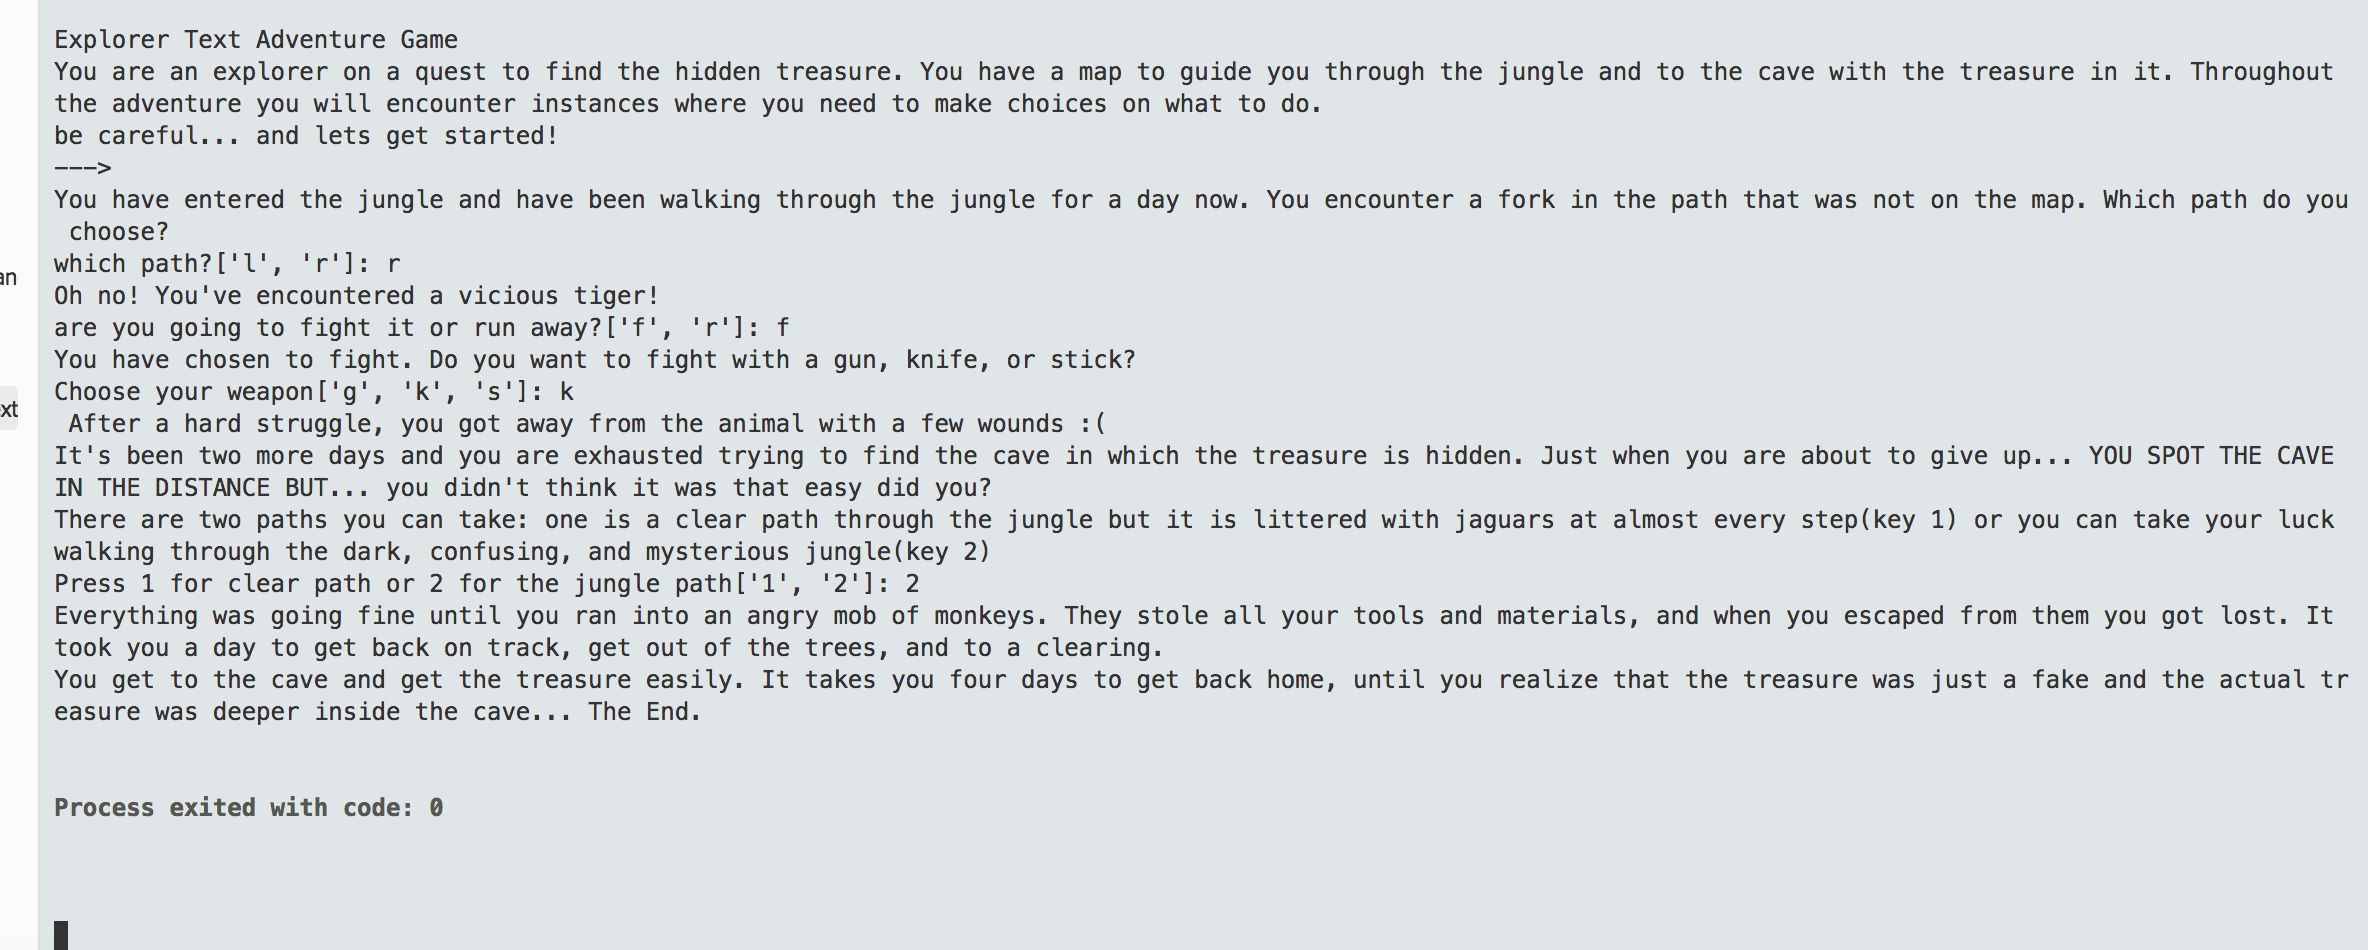 Explorer Text Adventure Game
You are an explorer on a quest to find the hidden treasure. You have a map to guide you through the jungle and to the cave with the treasure in it. Throughout
the adventure you will encounter instances where you need to make choices on what to do.
be careful... and lets get started!
--->
You have entered the jungle and have been walking through the jungle for a day now. You encounter a fork in the path that was not on the map. Which path do you
 choose?
which path?['l', 'r']: r
an
Oh no! You've encountered a vicious tiger!
are you going to fight it or run away?['f', 'r']: f
You have chosen to fight. Do you want to fight with a gun, knife, or stick?
Choose your weapon['g', 'k', 's']: k
ext
 After a hard struggle, you got away from the animal with a few wounds :(
It's been two more days and you are exhausted trying to find the cave in which the treasure is hidden. Just when you are about to give up... YOU SPOT THE CAVE
IN THE DISTANCE BUT... you didn't think it was that easy did you?
There are two paths you can take: one is a clear path through the jungle but it is littered with jaguars at almost every step(key 1) or you can take your luck
walking through the dark, confusing, and mysterious jungle(key 2)
Press 1 for clear path or 2 for the jungle path['1', '2']: 2
Everything was going fine until you ran into an angry mob of monkeys. They stole all your tools and materials, and when you escaped from them you got lost. It
took you a day to get back on track, get out of the trees, and to a clearing.
You get to the cave and get the treasure easily. It takes you four days to get back home, until you realize that the treasure was just a fake and the actual tr
easure was deeper inside the cave... The End.
Process exited with code: 0